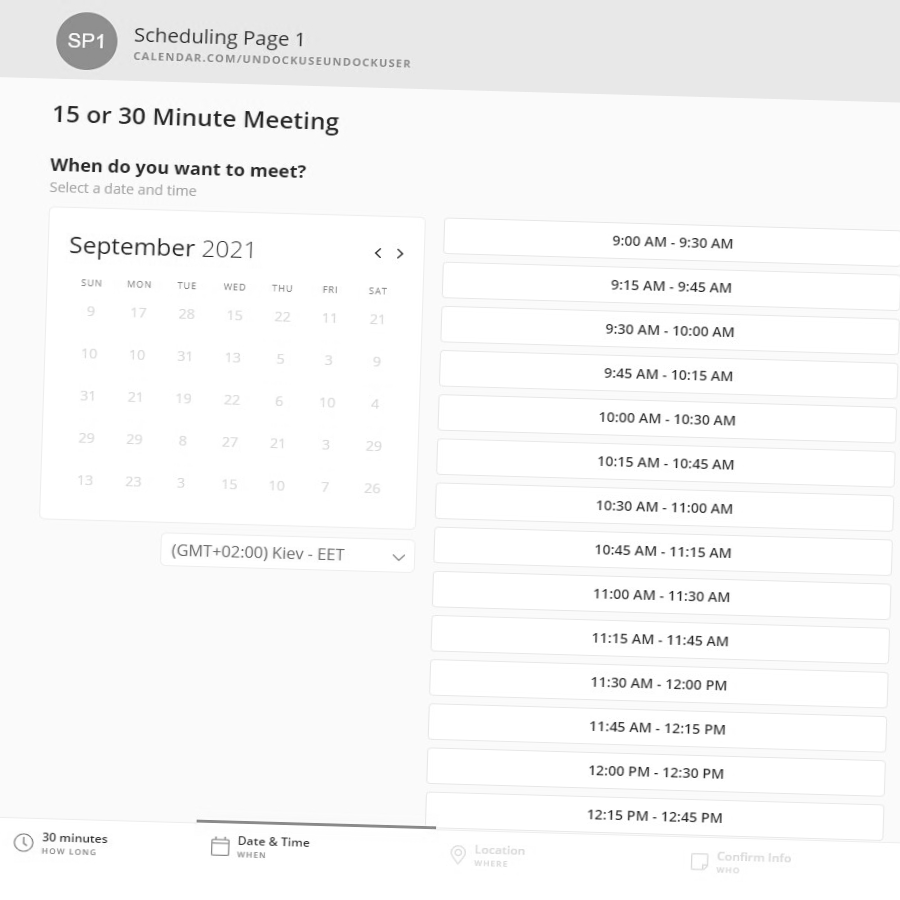 SP1
Scheduling Page 1
CALENDAR.COM/UNDOCKUSEUNDOCKUSER
15 or 30 Minute Meeting
When do you want to meet?
Select a date and time
September 2021
SUN MON TUE WED THU FRI SAT
9 17 28 15 22 11 21
10 10 31 13 5 3 9
31 21 19 22 6 10 4
29 29 8 27 21 3 29
13 23 3 15 10 7 26
(GMT+02:00) Kiev - EET
9:00 AM - 9:30 AM
9:15 AM - 9:45 AM
9:30 AM - 10:00 AM
9:45 AM - 10:15 AM
10:00 AM - 10:30 AM
10:15 AM - 10:45 AM
10:30 AM - 11:00 AM
10:45 AM - 11:15 AM
11:00 AM - 11:30 AM
11:15 AM - 11:45 AM
11:30 AM - 12:00 PM
11:45 AM - 12:15 PM
12:00 PM - 12:30 PM
12:15 PM - 12:45 PM
30 minutes
HOW LONG
Date & Time
WHEN
Location
WHERE
Confirm Info
WHO